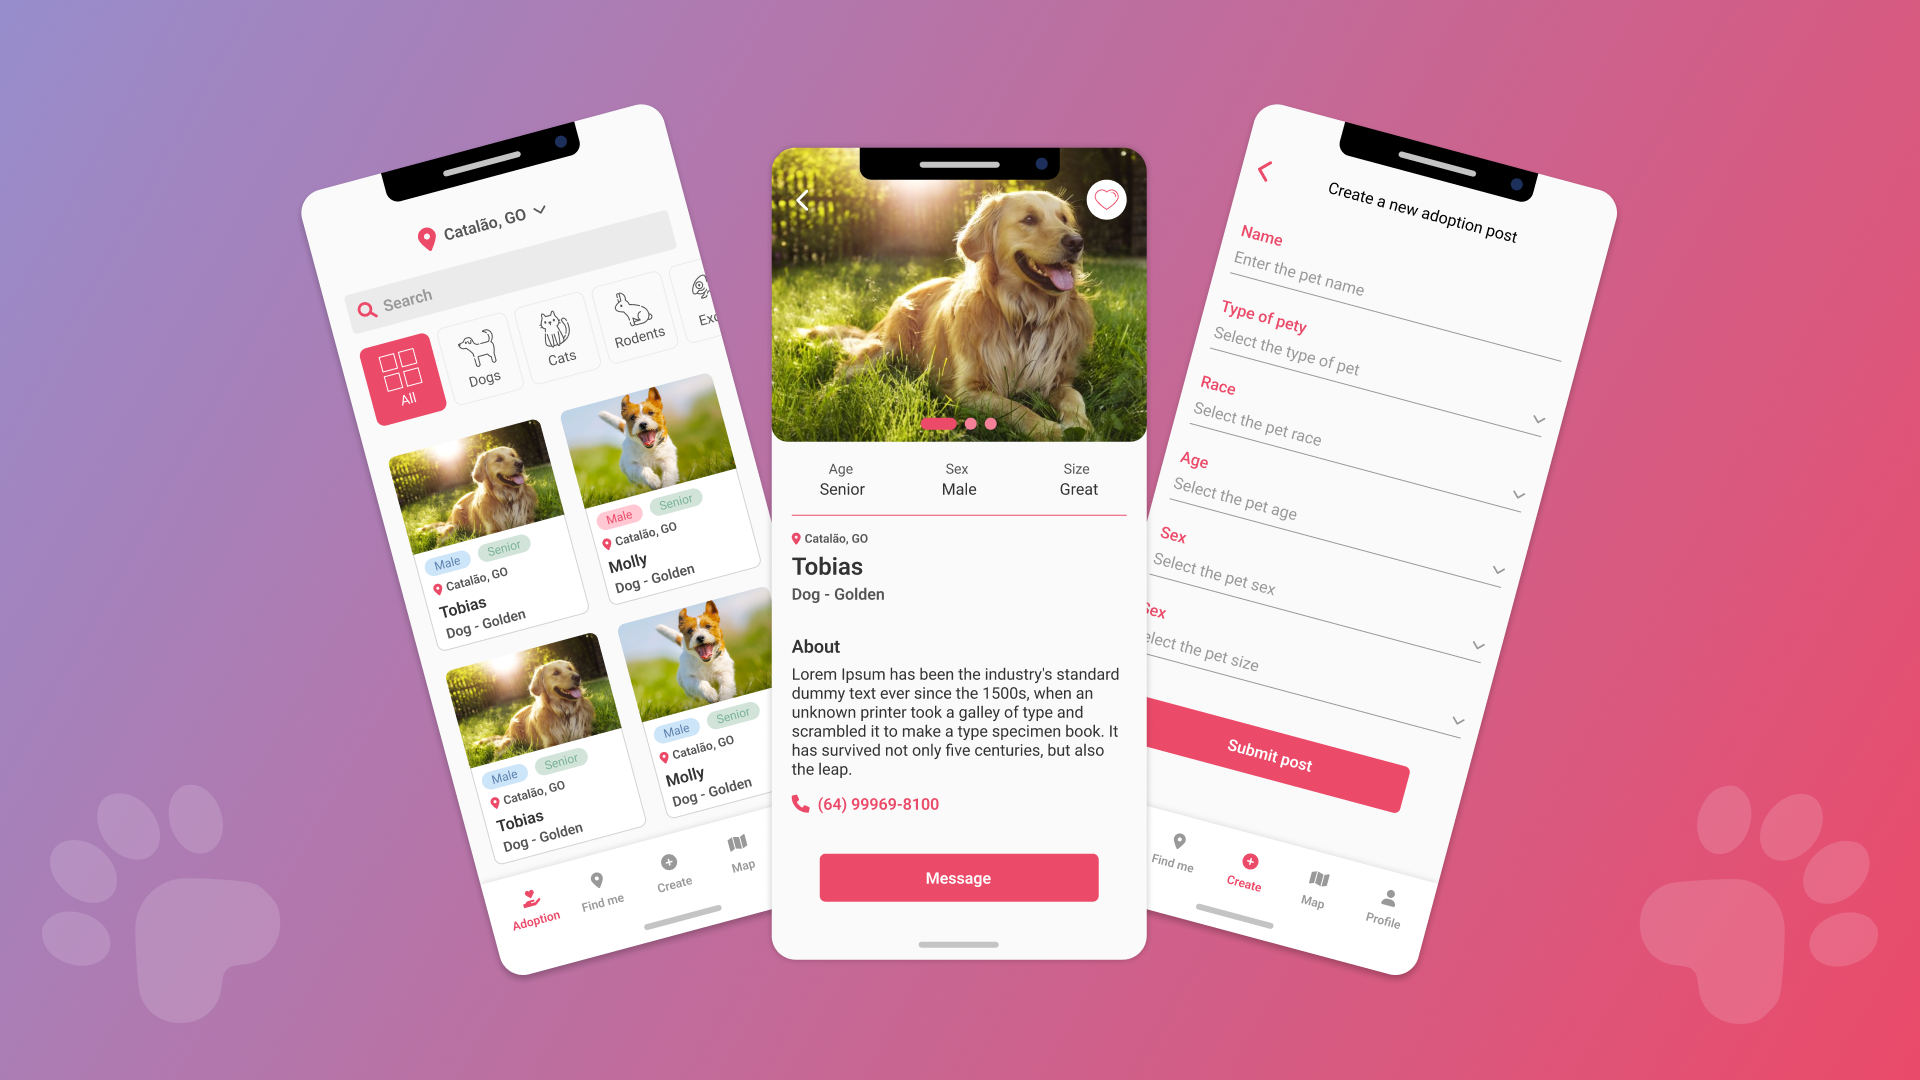 Catalão, GO
Search
All
Dogs
Cats
Rodents
Exc
Male
Senior
Catalão, GO
Tobias
Dog - Golden
Male
Senior
Catalão, GO
Molly
Dog - Golden
Male
Senior
Catalão, GO
Tobias
Dog - Golden
Male
Senior
Catalão, GO
Molly
Dog - Golden
Adoption
Find me
Create
Map
Age
Senior
Sex
Male
Size
Great
Catalão, GO
Tobias
Dog - Golden
About
Lorem Ipsum has been the industry's standard
dummy text ever since the 1500s, when an
unknown printer took a galley of type and
scrambled it to make a type specimen book. It
has survived not only five centuries, but also
the leap.
(64) 99969-8100
Message
Create a new adoption post
Name
Enter the pet name
Type of pety
Select the type of pet
Race
Select the pet race
Age
Select the pet age
Sex
Select the pet sex
Sex
elect the pet size
Submit post
Find me
Create
Map
Profile